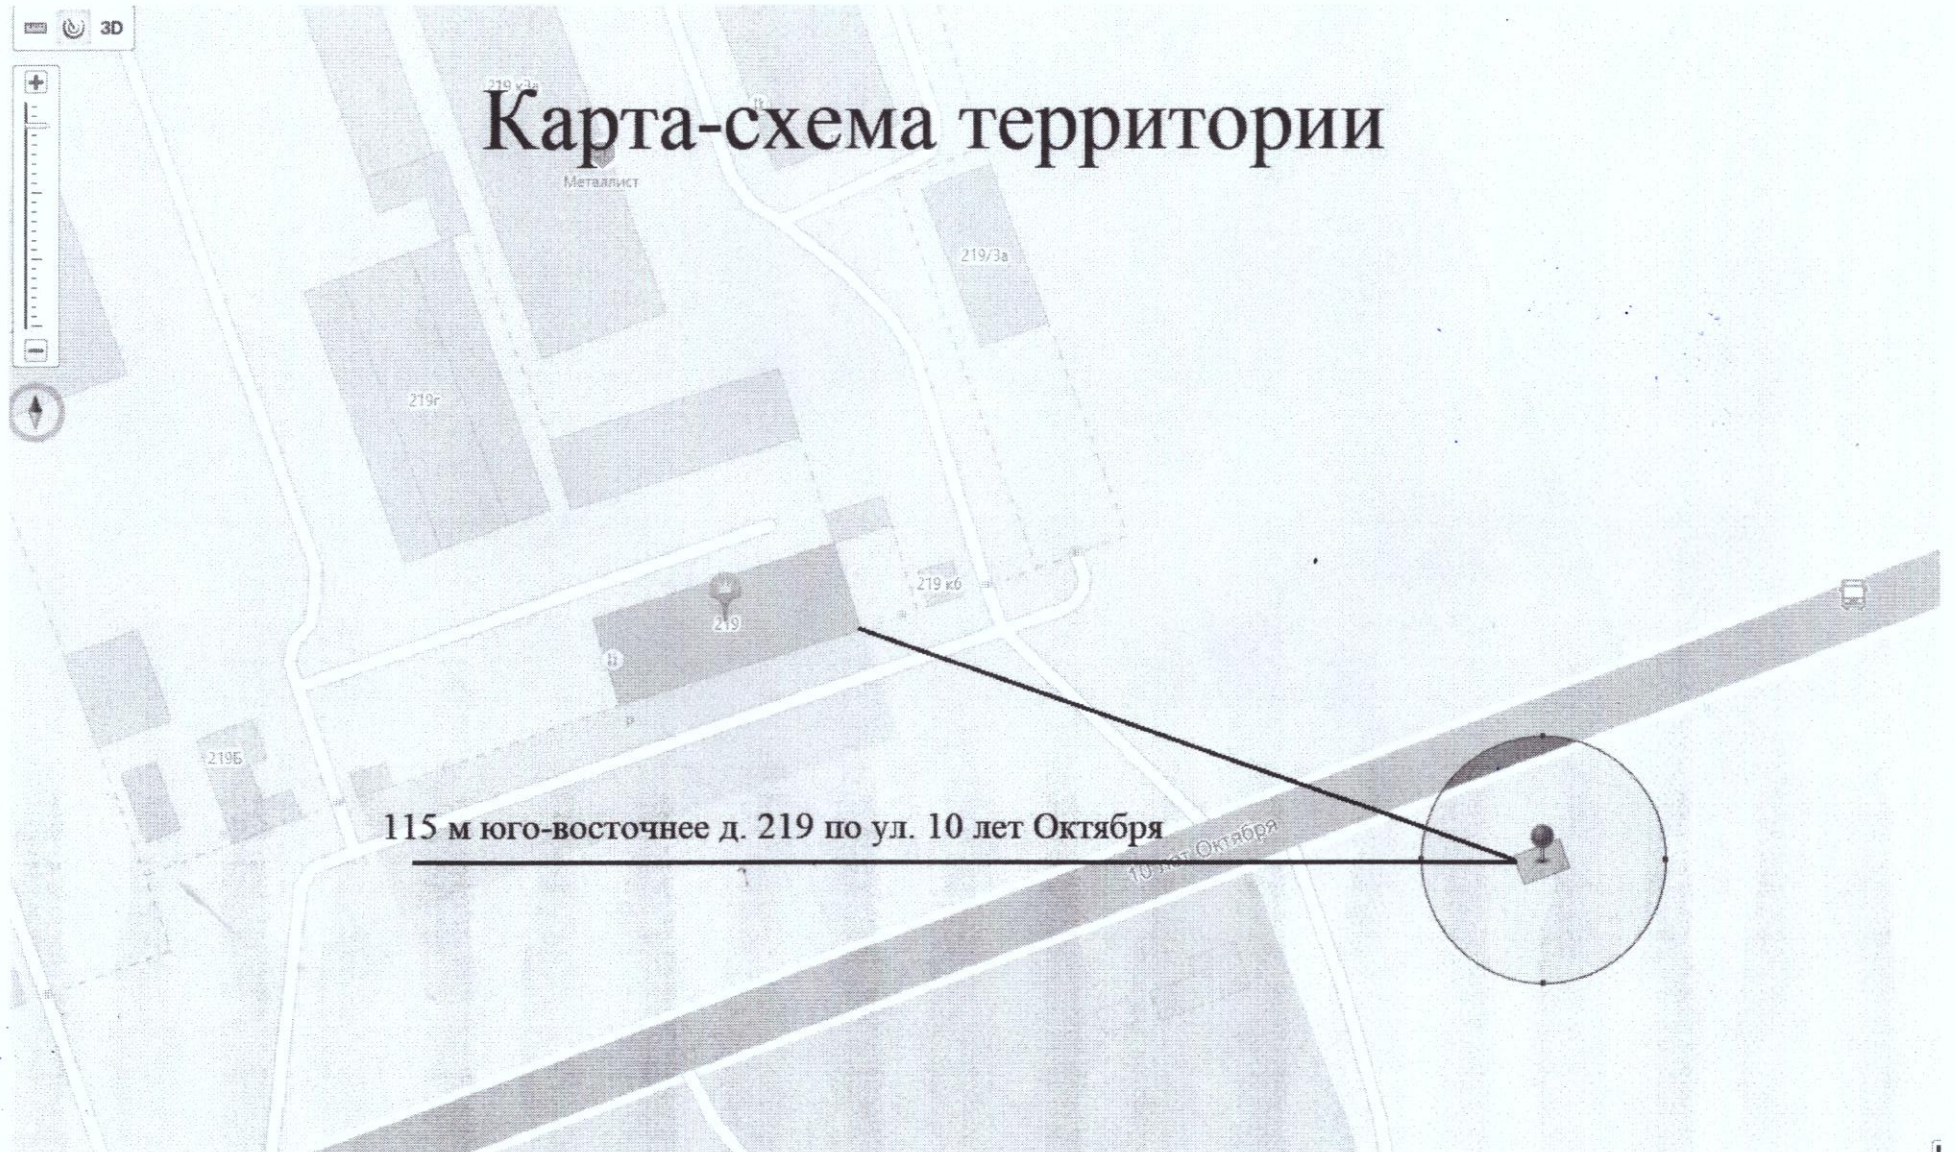 3D
219 к3а
Карта-схема территории
Металлист
219/3а
219г
219 к6
219
P
219Б
115 м юго-восточнее д. 219 по ул. 10 лет Октября
10 лет Октября